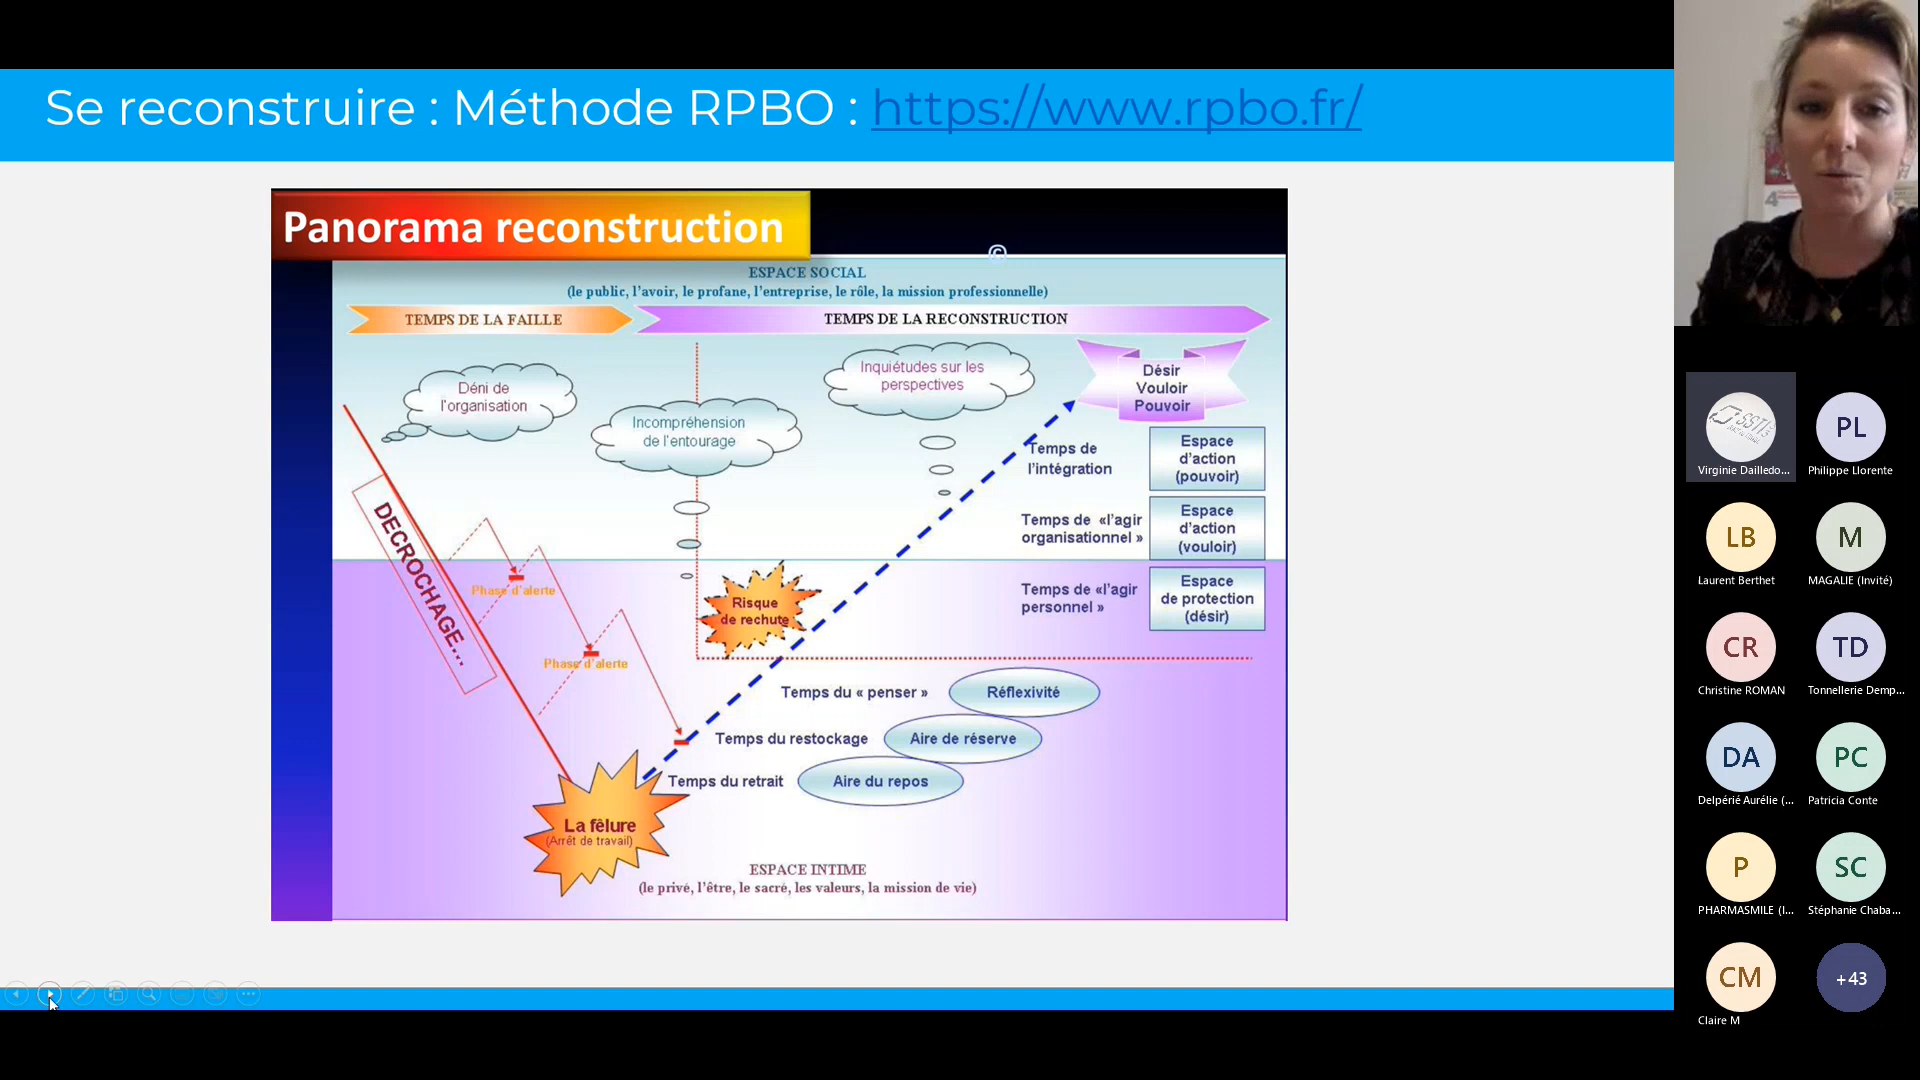 Se reconstruire : Méthode RPBO : https://www.rpbo.fr/
Panorama reconstruction
©
ESPACE SOCIAL
(le public, l'avoir, le profane, l'entreprise, le rôle, la mission professionnelle)
TEMPS DE LA FAILLE
TEMPS DE LA RECONSTRUCTION
Déni de
l'organisation
Incompréhension
de l'entourage
Inquiétudes sur les
perspectives
Désir
Vouloir
Pouvoir
Temps de
l'intégration
Espace
d'action
(pouvoir)
Temps de «l'agir
organisationnel »
Espace
d'action
(vouloir)
Temps de «l'agir
personnel »
Espace
de protection
(désir)
DECROCHAGE...
Phase d'alerte
Phase d'alerte
Risque
de rechute
Temps du « penser »
Réflexivité
Temps du restockage
Aire de réserve
Temps du retrait
Aire du repos
La fêlure
(Arrêt de travail)
ESPACE INTIME
(le privé, l'être, le sacré, les valeurs, la mission de vie)
4
SSTI
Virginie Dailledo...
PL
Philippe Llorente
LB
Laurent Berthet
M
MAGALIE (Invité)
CR
Christine ROMAN
TD
Tonnellerie Demp...
DA
Delpérié Aurélie (...
PC
Patricia Conte
P
PHARMASMILE (I...
SC
Stéphanie Chaba...
CM
Claire M
+43